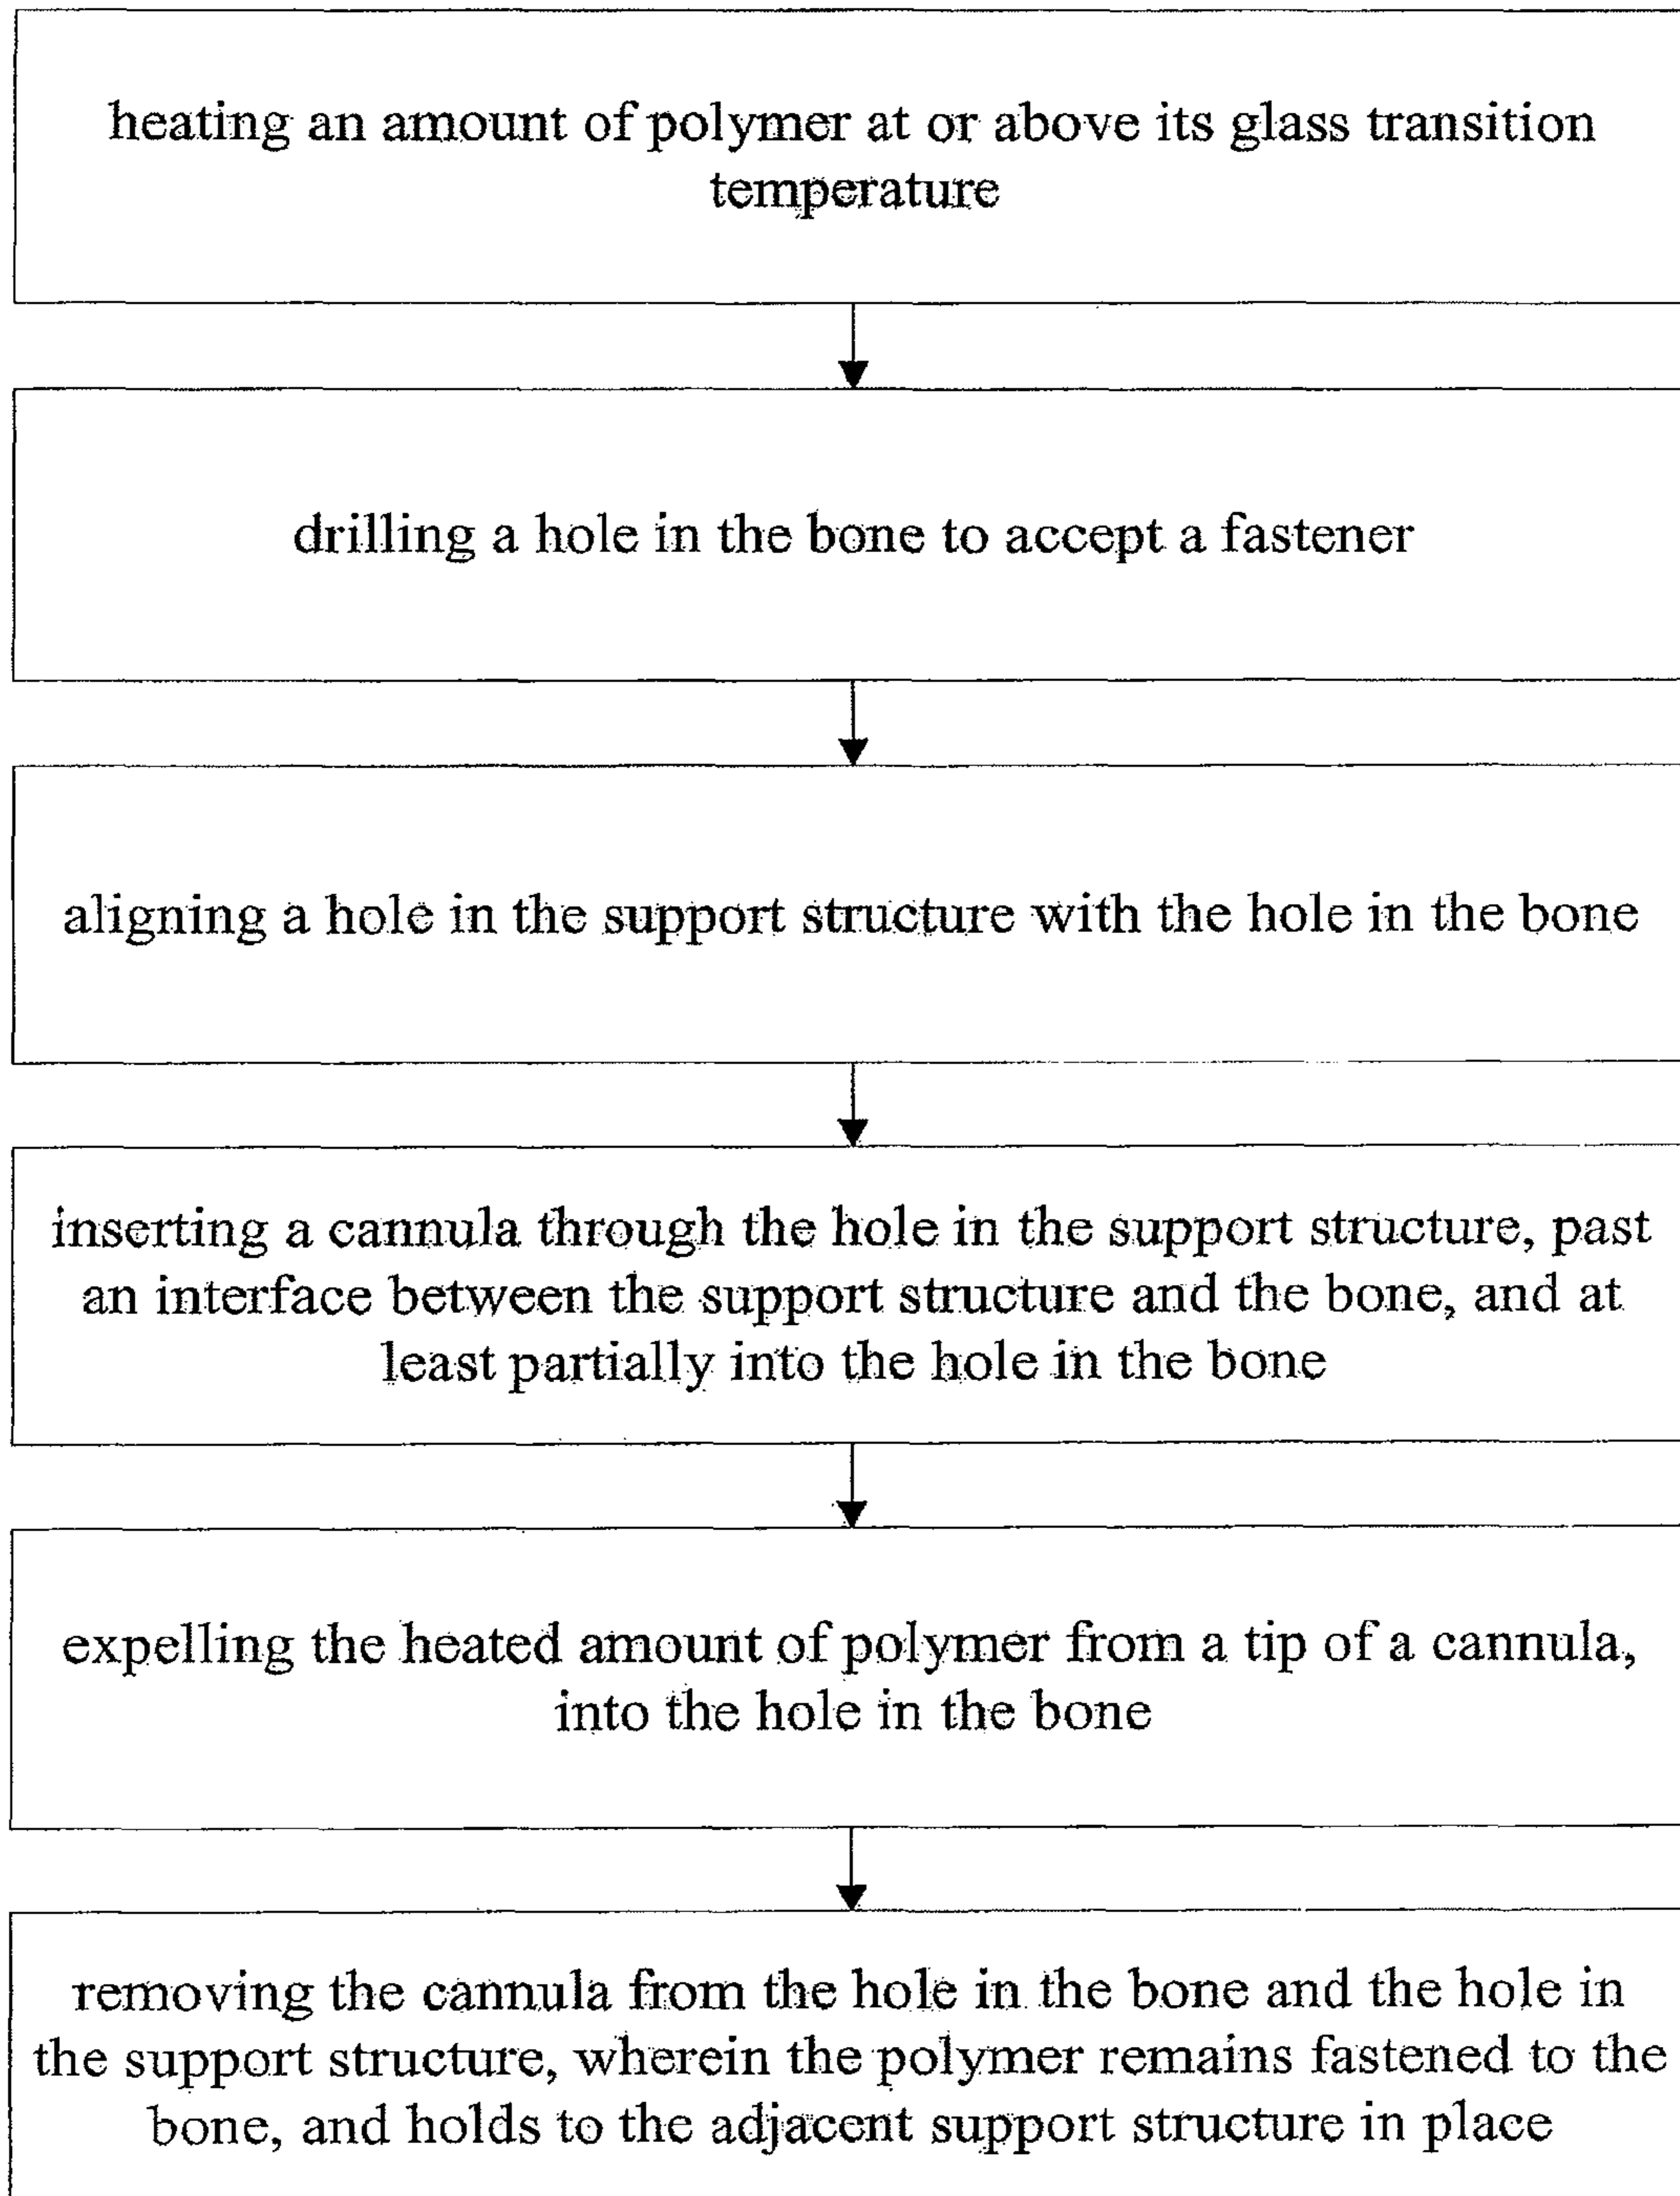 heating an amount of polymer at or above its glass transition
temperature
drilling a hole in the bone to accept a fastener
aligning a hole in the support structure with the hole in the bone
inserting a cannula through the hole in the support structure, past
an interface between the support structure and the bone, and at
least partially into the hole in the bone
expelling the heated amount of polymer from a tip of a cannula,
into the hole in the bone
removing the cannula from the hole in the bone and the hole in
the support structure, wherein the polymer remains fastened to the
bone, and holds to the adjacent support structure in place